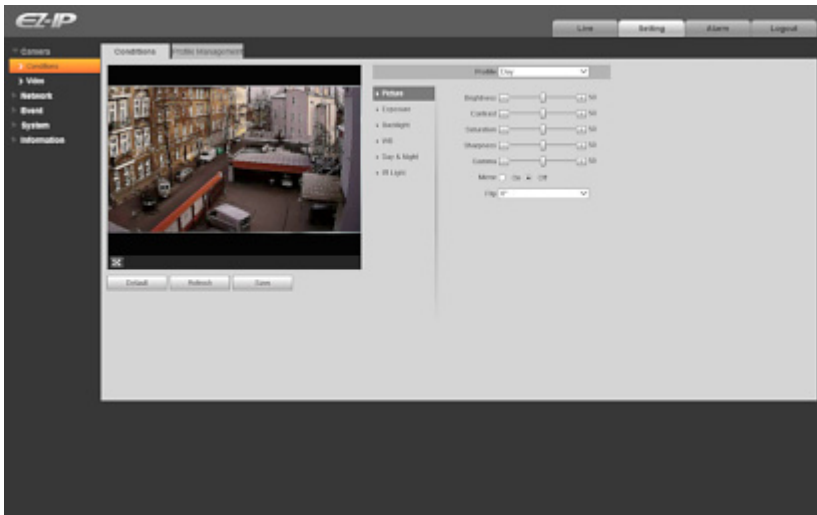 EZ-IP
Live
Setting
Alarm
Logout
Camera
Conditions
Video
Network
Event
System
Information
Conditions
Profile Management
Profile Day
Picture
Exposure
Backlight
WB
Day & Night
IR Light
Brightness 50
Contrast 50
Saturation 50
Sharpness 50
Gamma 50
Mirror On Off
Flip 0°
Default
Refresh
Save